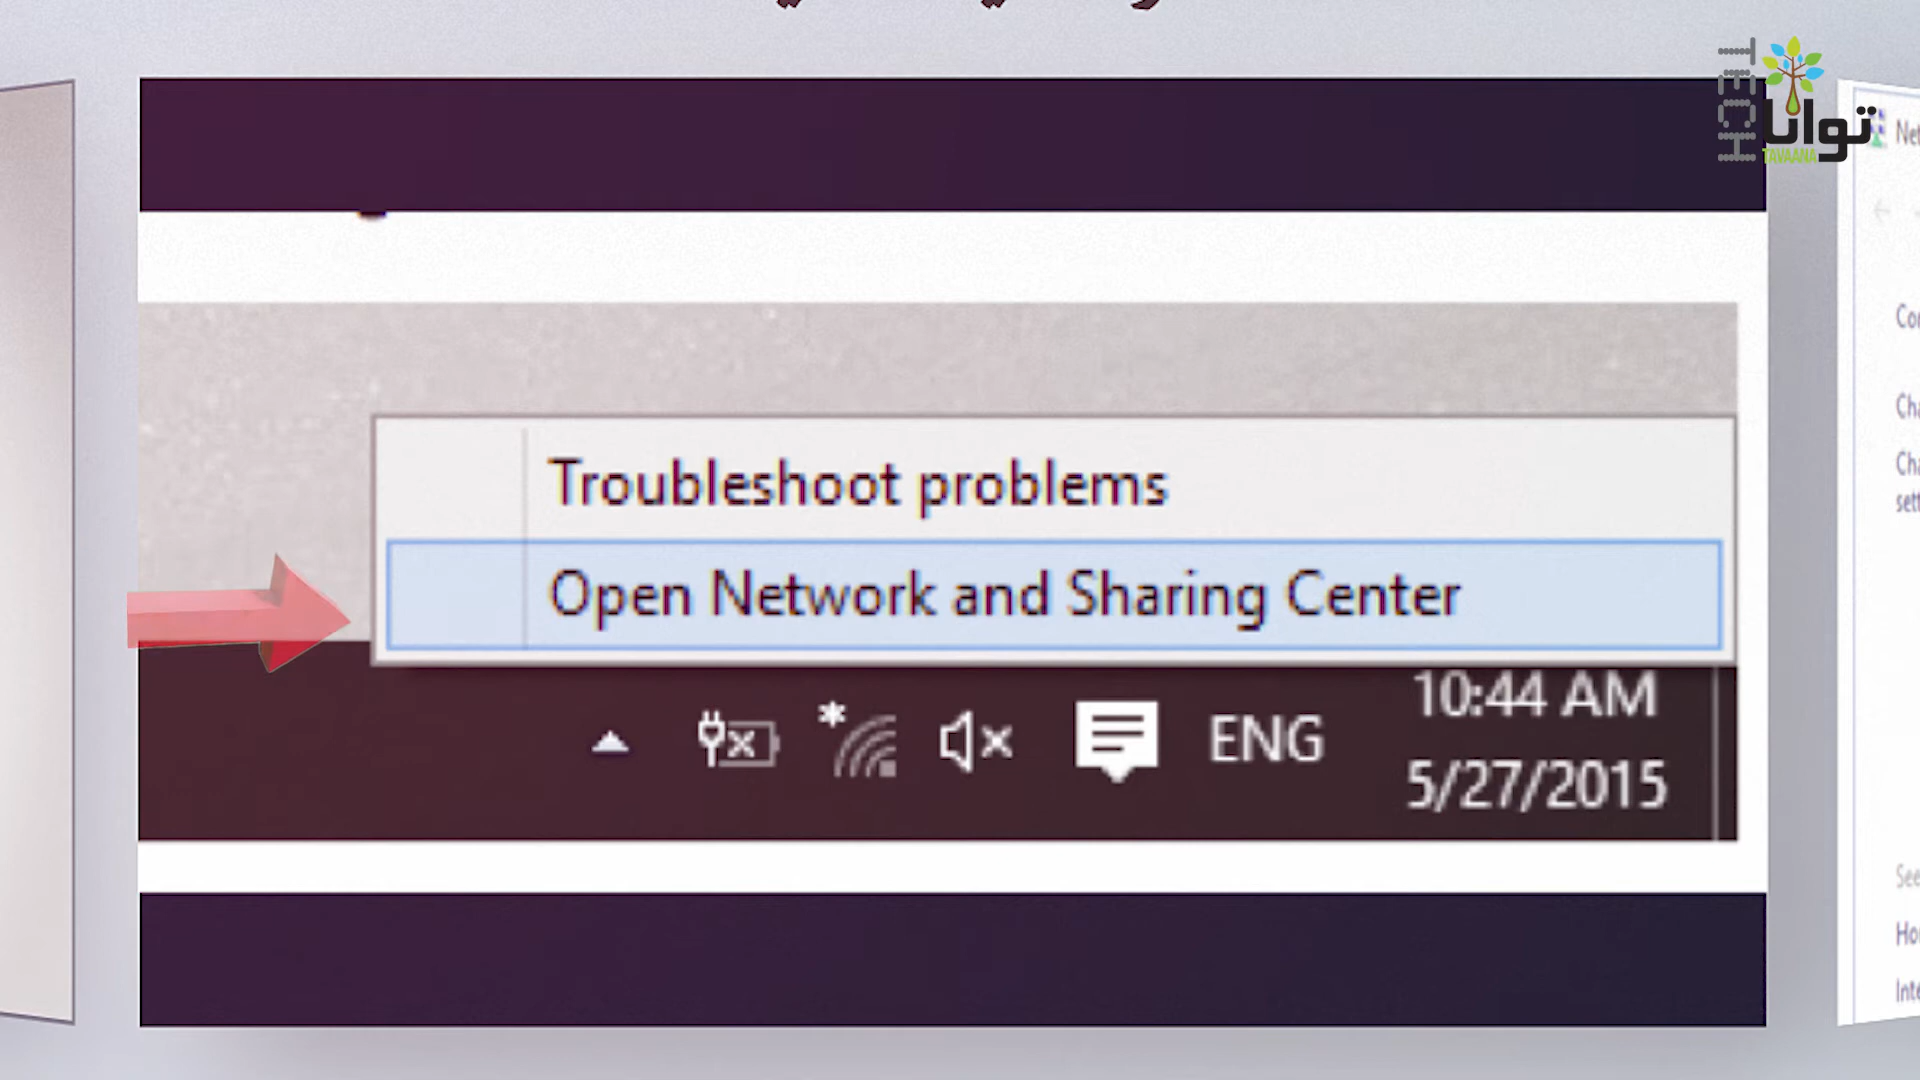 TECH
توانا
TAVAANA
Troubleshoot problems
Open Network and Sharing Center
ENG
10:44 AM
5/27/2015